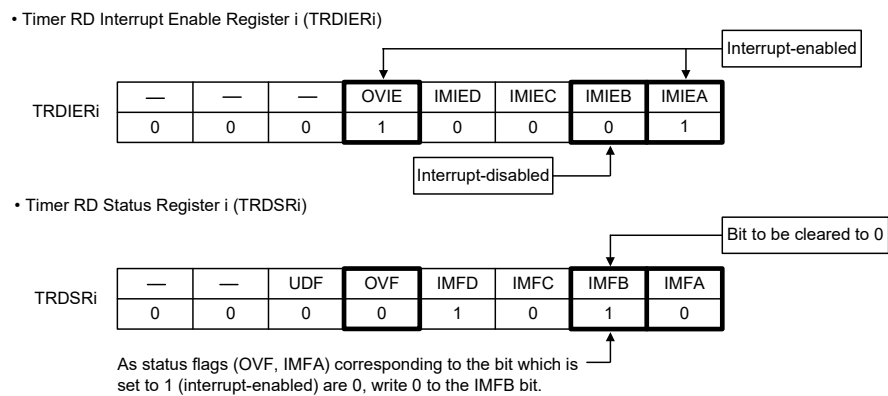 • Timer RD Interrupt Enable Register i (TRDIERi)
Interrupt-enabled
TRDIERi
— — — OVIE IMIED IMIEC IMIEB IMIEA
0 0 0 1 0 0 0 1
Interrupt-disabled
• Timer RD Status Register i (TRDSRi)
Bit to be cleared to 0
TRDSRi
— — UDF OVF IMFD IMFC IMFB IMFA
0 0 0 0 1 0 1 0
As status flags (OVF, IMFA) corresponding to the bit which is
set to 1 (interrupt-enabled) are 0, write 0 to the IMFB bit.